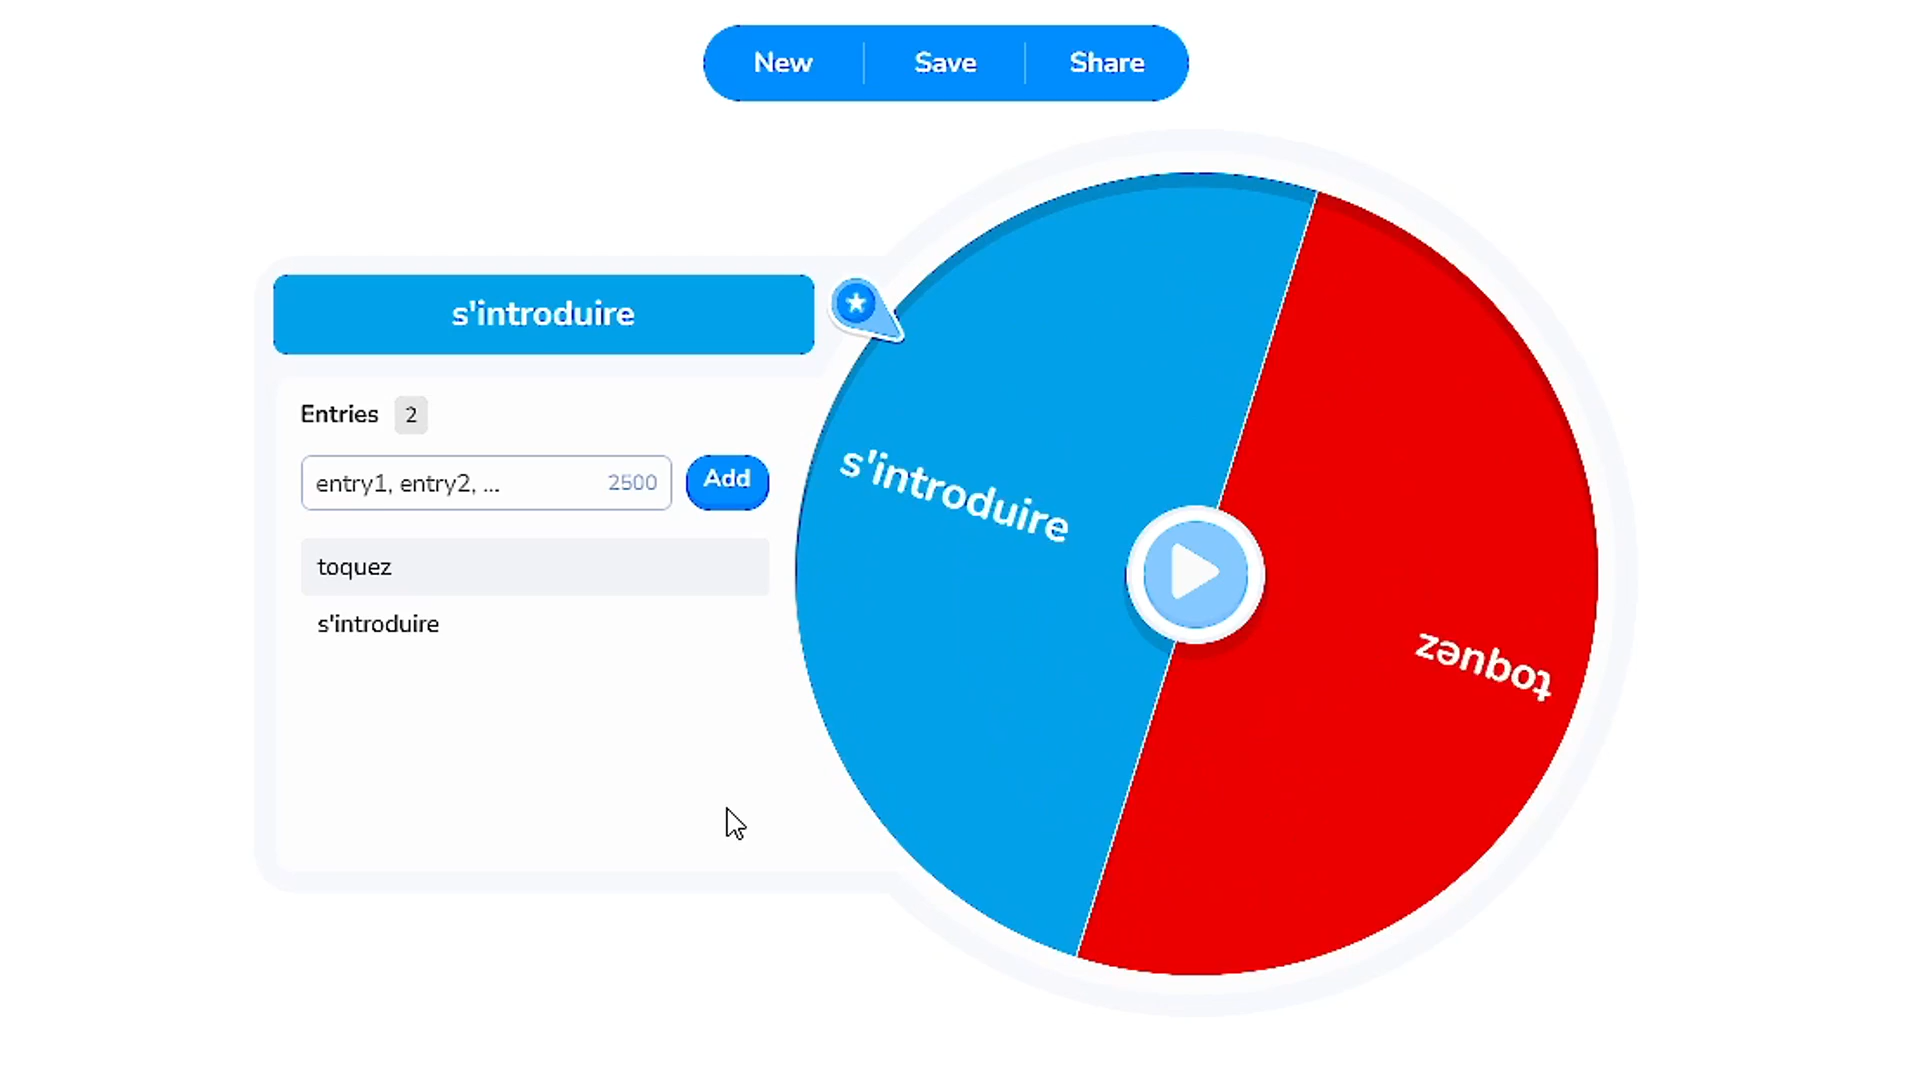 New Save Share
s'introduire
Entries 2
entry1, entry2, ... 2500 Add
toquez
s'introduire
s'introduire
toquez